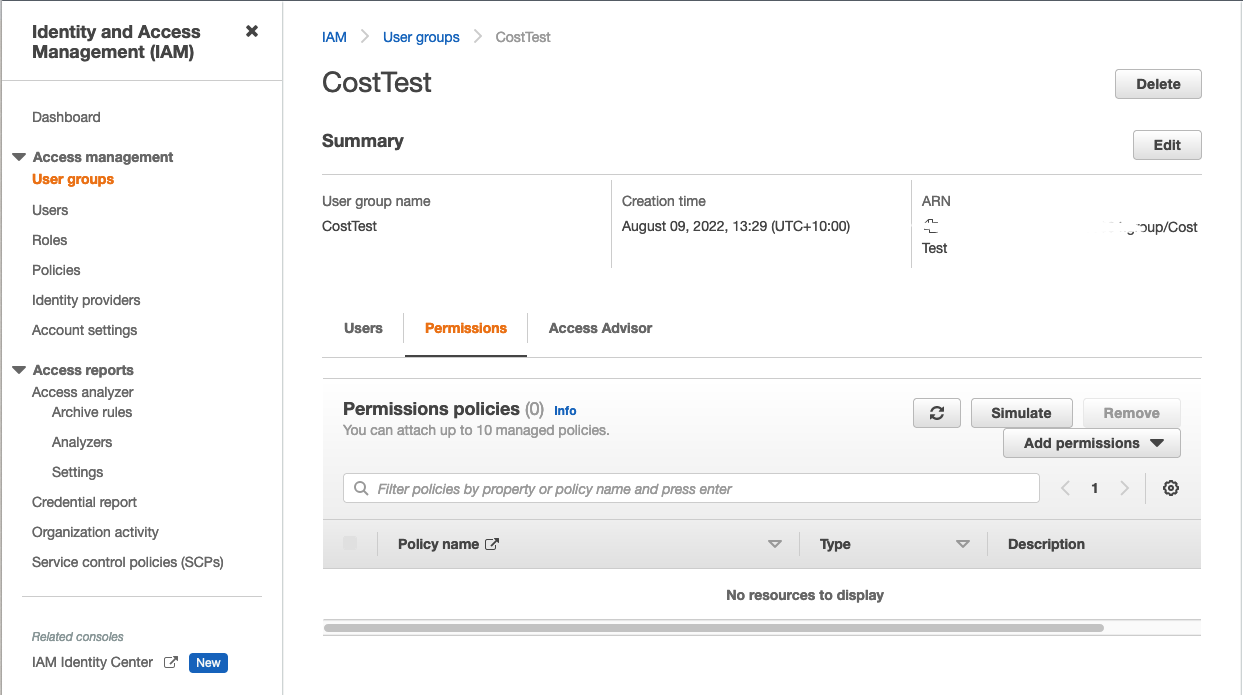 Identity and Access
Management (IAM)
Dashboard
Access management
User groups
Users
Roles
Policies
Identity providers
Account settings
Access reports
Access analyzer
Archive rules
Analyzers
Settings
Credential report
Organization activity
Service control policies (SCPs)
Related consoles
IAM Identity Center New
IAM > User groups > CostTest
CostTest
Delete
Summary
Edit
User group name
CostTest
Creation time
August 09, 2022, 13:29 (UTC+10:00)
ARN
group/Cost
Test
Users Permissions Access Advisor
Permissions policies (0) Info
You can attach up to 10 managed policies.
Simulate Remove
Add permissions
Filter policies by property or policy name and press enter
1
Policy name Type Description
No resources to display